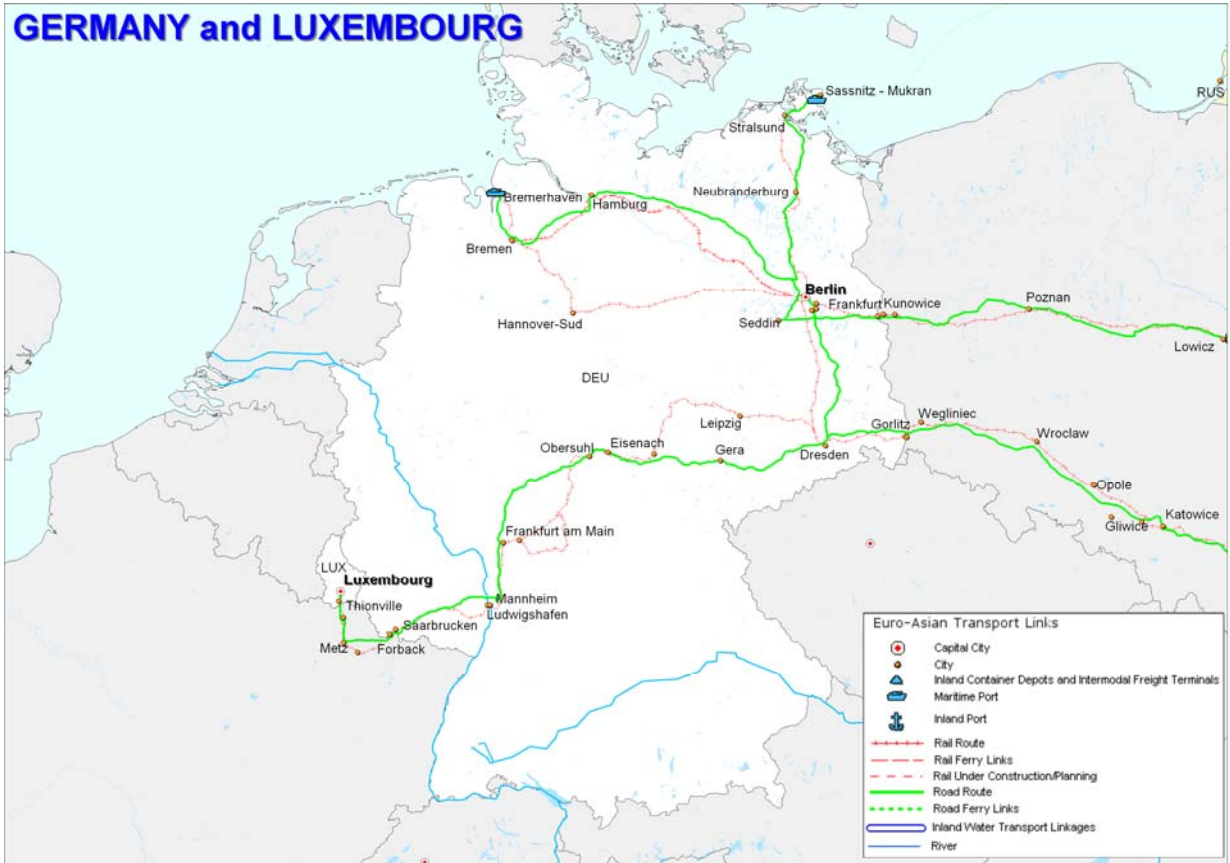 GERMANY and LUXEMBOURG
Sassnitz - Mukran
RUS
Stralsund
Neubranderburg
Bremerhaven
Hamburg
Bremen
Berlin
Frankfurt
Kunowice
Poznan
Hannover-Sud
Seddin
Lowicz
DEU
Leipzig
Wegliniec
Gorlitz
Wroclaw
Obersuhl
Eisenach
Gera
Dresden
Opole
Gliwice
Katowice
Frankfurt am Main
LUX
Luxembourg
Thionville
Mannheim
Ludwigshafen
Saarbrucken
Metz
Forback
Euro-Asian Transport Links
Capital City
City
Inland Container Depots and Intermodal Freight Terminals
Maritime Port
Inland Port
Rail Route
Rail Ferry Links
Rail Under Construction/Planning
Road Route
Road Ferry Links
Inland Water Transport Linkages
River